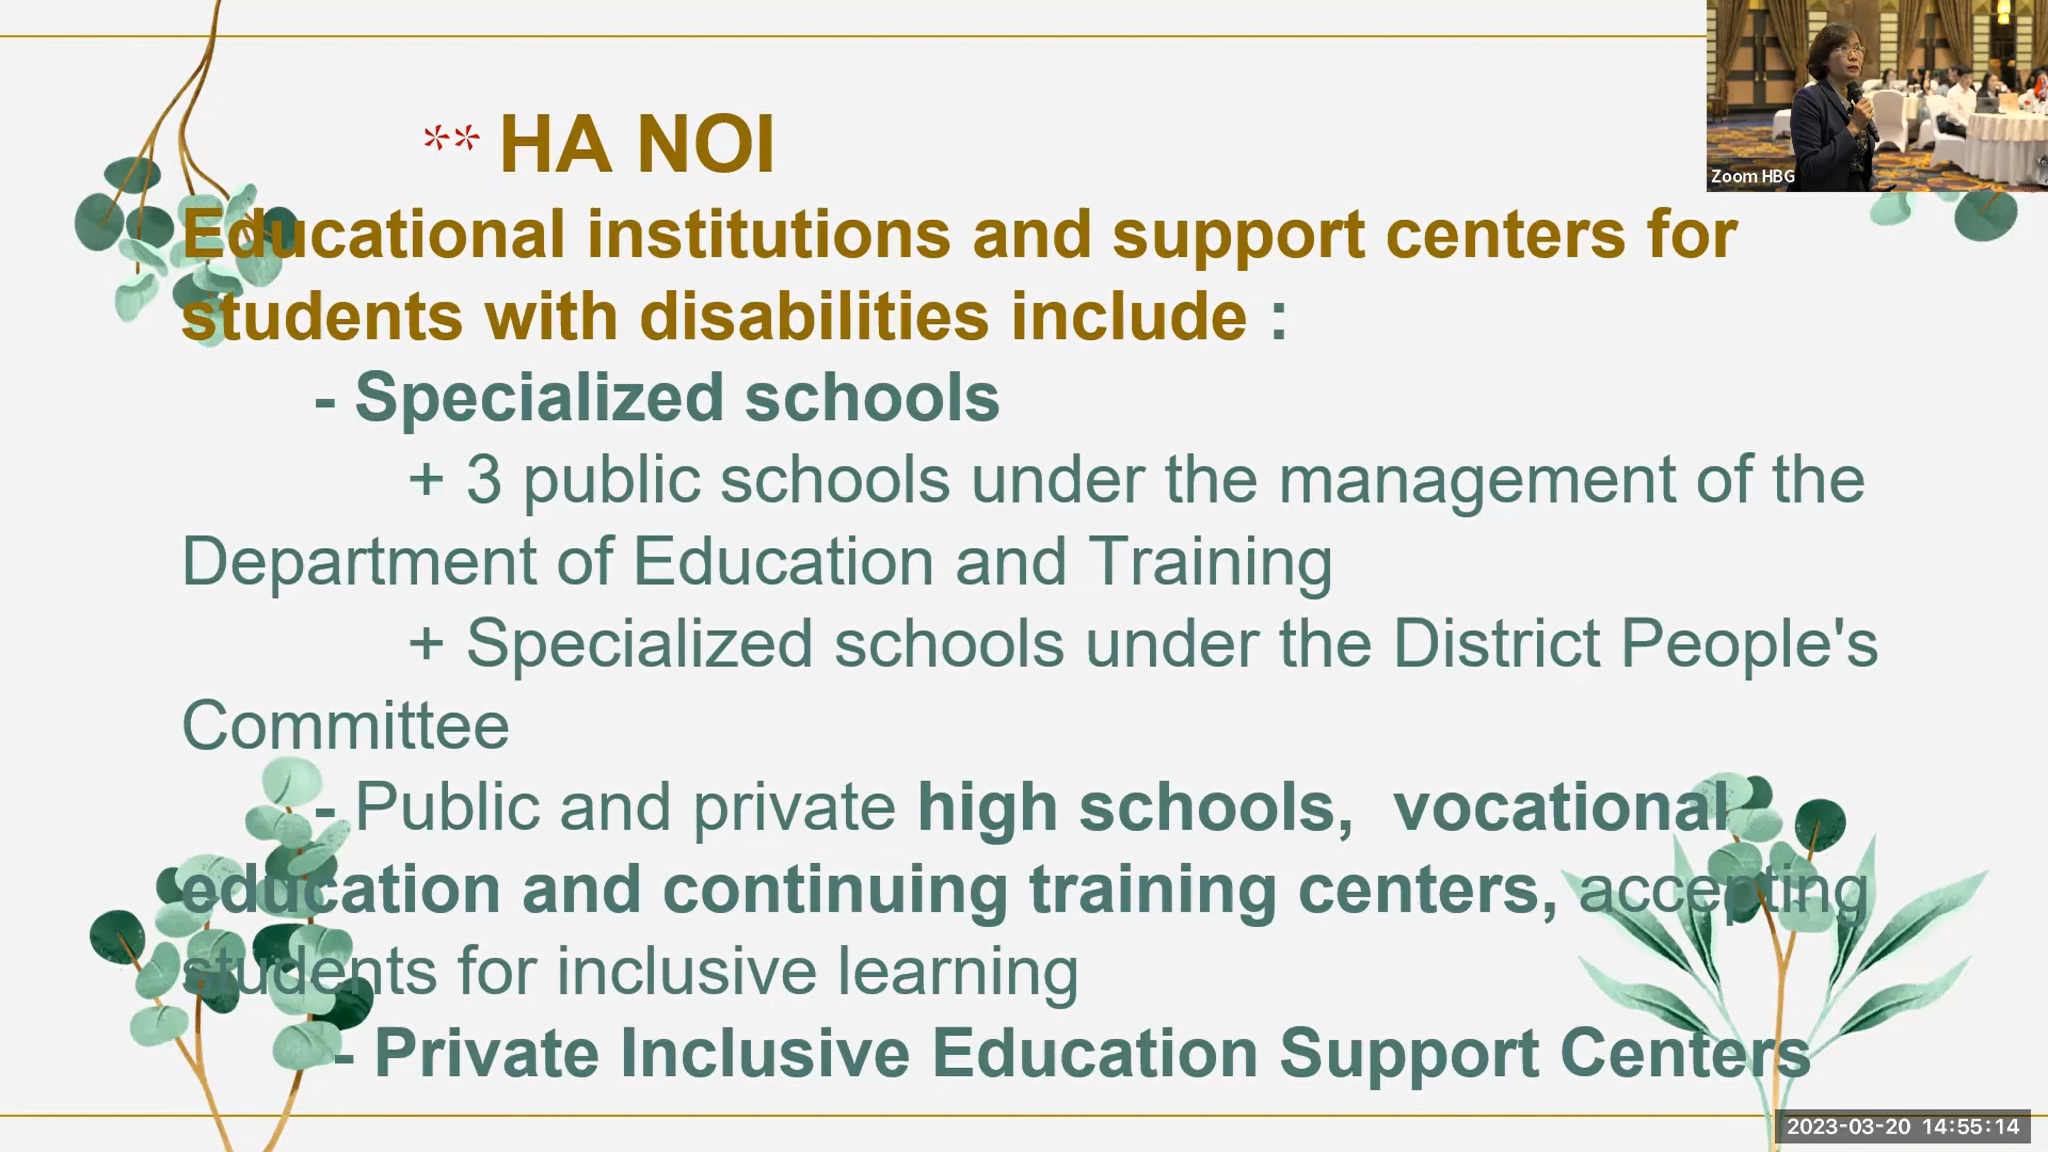 ** HA NOI
Educational institutions and support centers for
students with disabilities include :
- Specialized schools
+ 3 public schools under the management of the
Department of Education and Training
+ Specialized schools under the District People's
Committee
- Public and private high schools,  vocational
education and continuing training centers, accepting
students for inclusive learning
- Private Inclusive Education Support Centers
Zoom HBG
2023-03-20 14:55:14